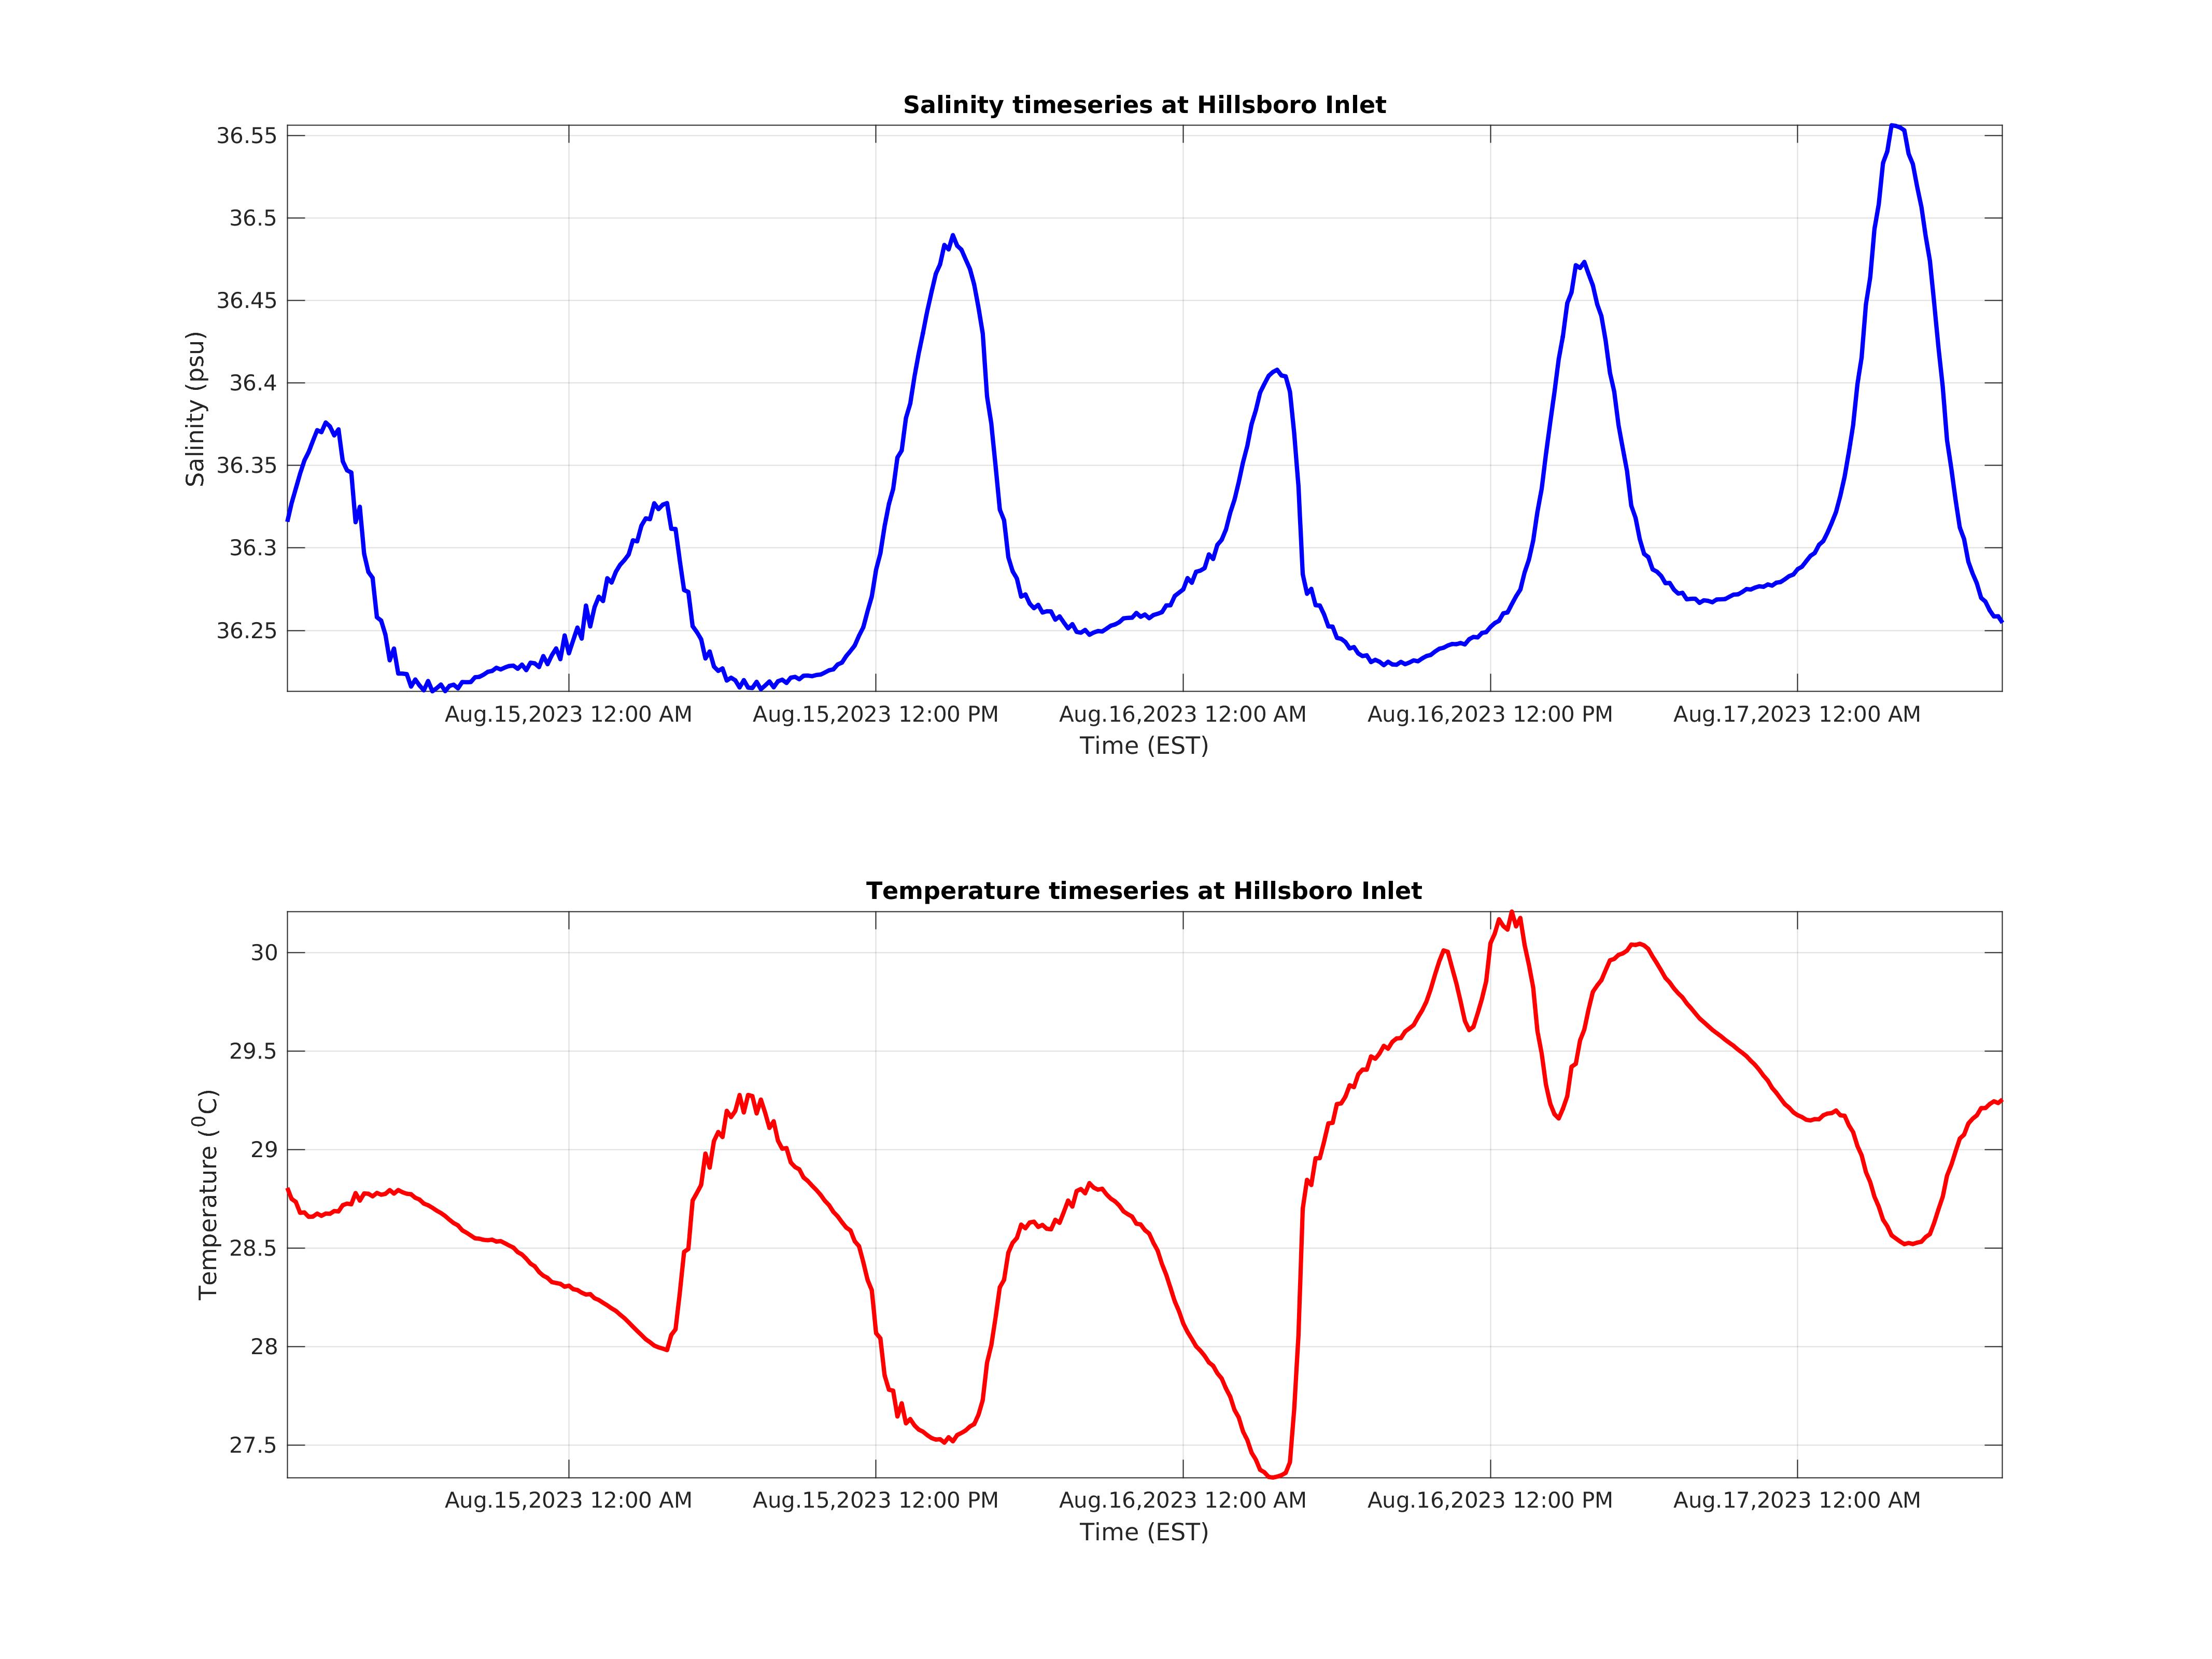 Salinity timeseries at Hillsboro Inlet
Salinity (psu)
36.55
36.5
36.45
36.4
36.35
36.3
36.25
Aug.15,2023 12:00 AM Aug.15,2023 12:00 PM Aug.16,2023 12:00 AM Aug.16,2023 12:00 PM Aug.17,2023 12:00 AM
Time (EST)
Temperature timeseries at Hillsboro Inlet
Temperature (⁰C)
30
29.5
29
28.5
28
27.5
Aug.15,2023 12:00 AM Aug.15,2023 12:00 PM Aug.16,2023 12:00 AM Aug.16,2023 12:00 PM Aug.17,2023 12:00 AM
Time (EST)